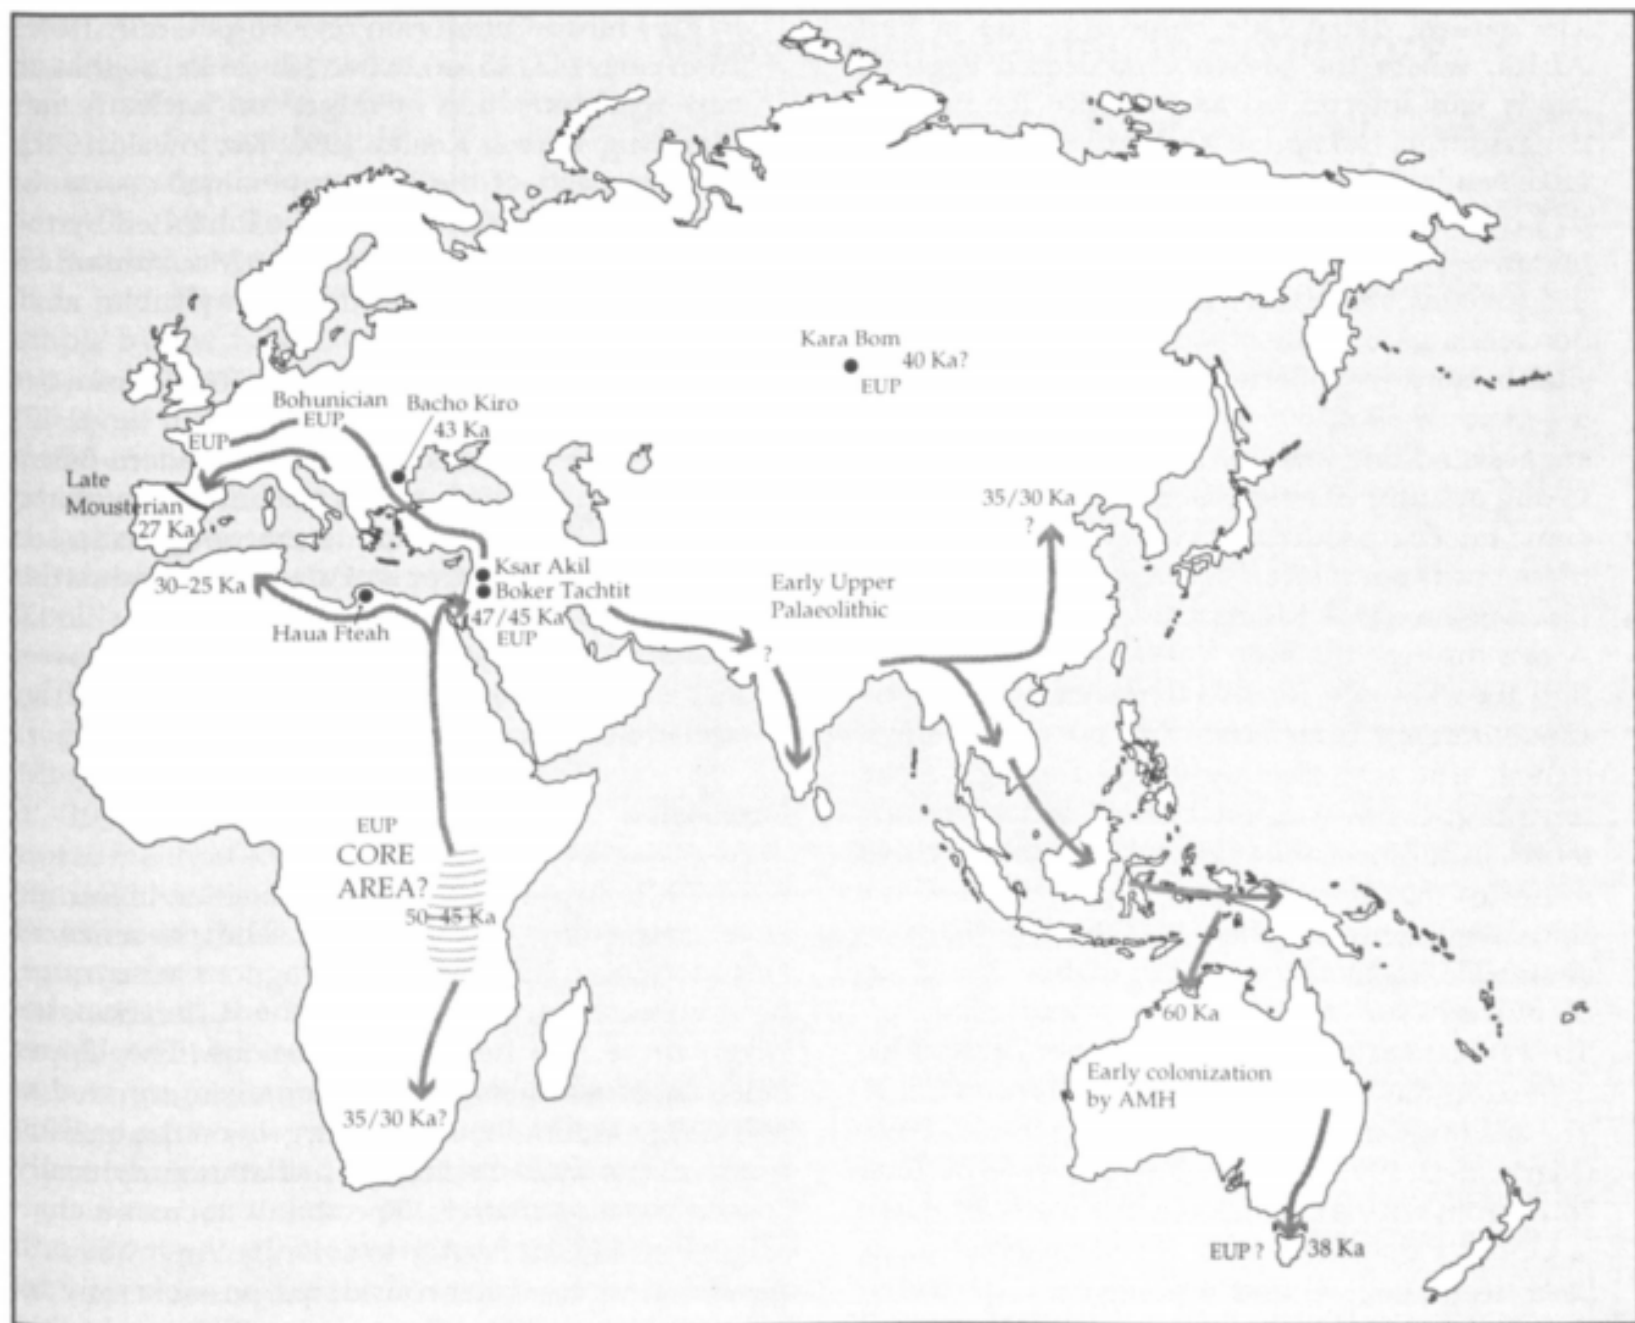 Kara Bom
40 Ka?
EUP
Bohunician
EUP
Bacho Kiro
43 Ka
EUP
Late
Mousterian
27 Ka
35/30 Ka
?
Ksar Akil
Boker Tachtit
47/45 Ka
EUP
30–25 Ka
Haua Fteah
Early Upper
Palaeolithic
?
EUP
CORE
AREA?
50–45 Ka
60 Ka
Early colonization
by AMH
35/30 Ka?
EUP ?
38 Ka